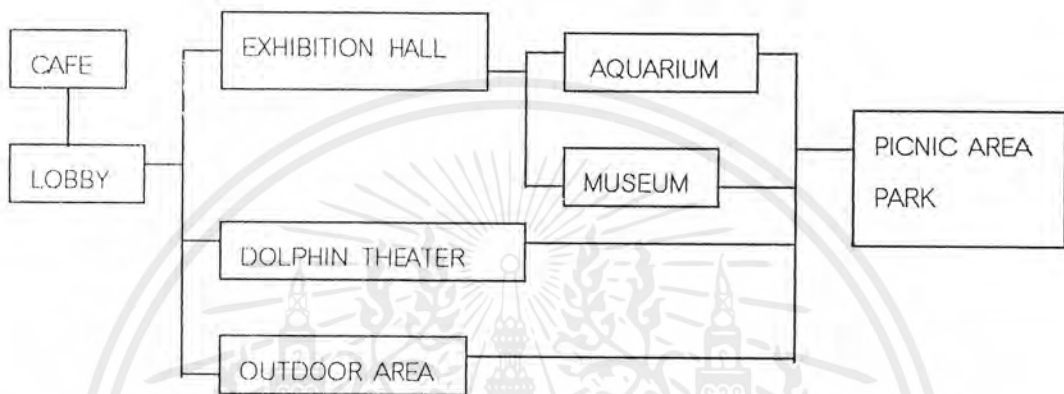 CAFE
LOBBY
EXHIBITION HALL
AQUARIUM
MUSEUM
DOLPHIN THEATER
OUTDOOR AREA
PICNIC AREA
PARK